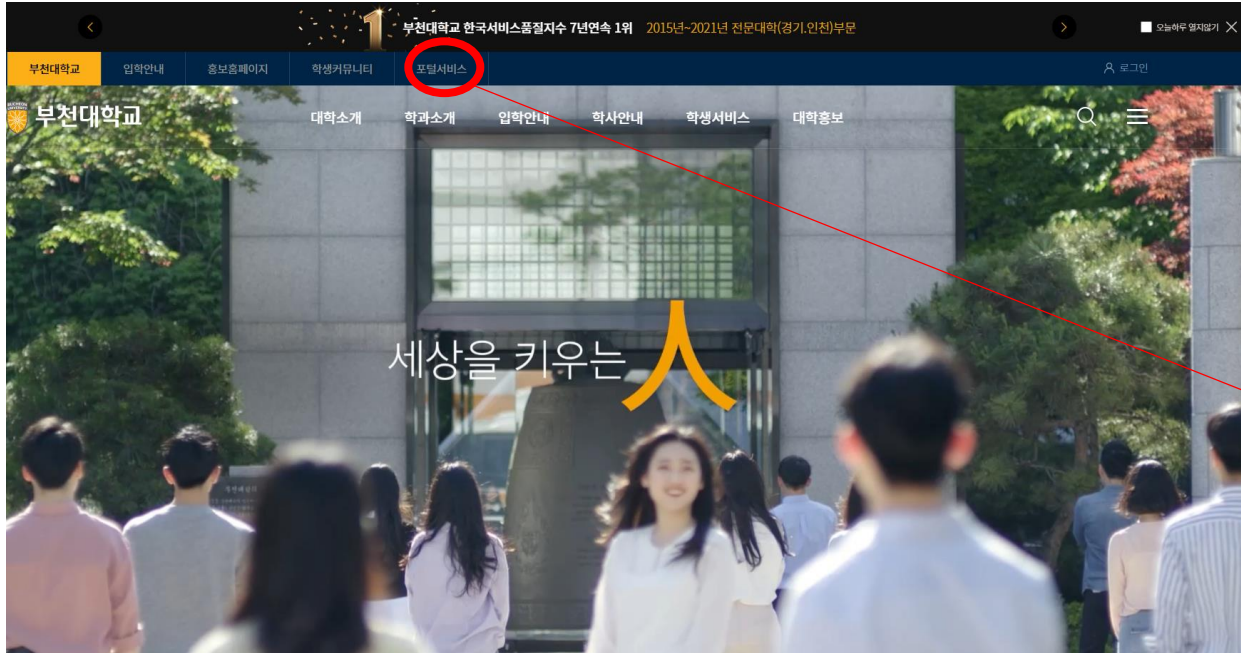 1 부천대학교 한국서비스품질지수 7년연속 1위 2015년~2021년 전문대학(경기.인천)부문 오늘하루 열지않기
부천대학교 입학안내 홍보홈페이지 학생커뮤니티 포털서비스 로그인
부천대학교 대학소개 학과소개 입학안내 학사안내 학생서비스 대학홍보
세상을 키우는 人